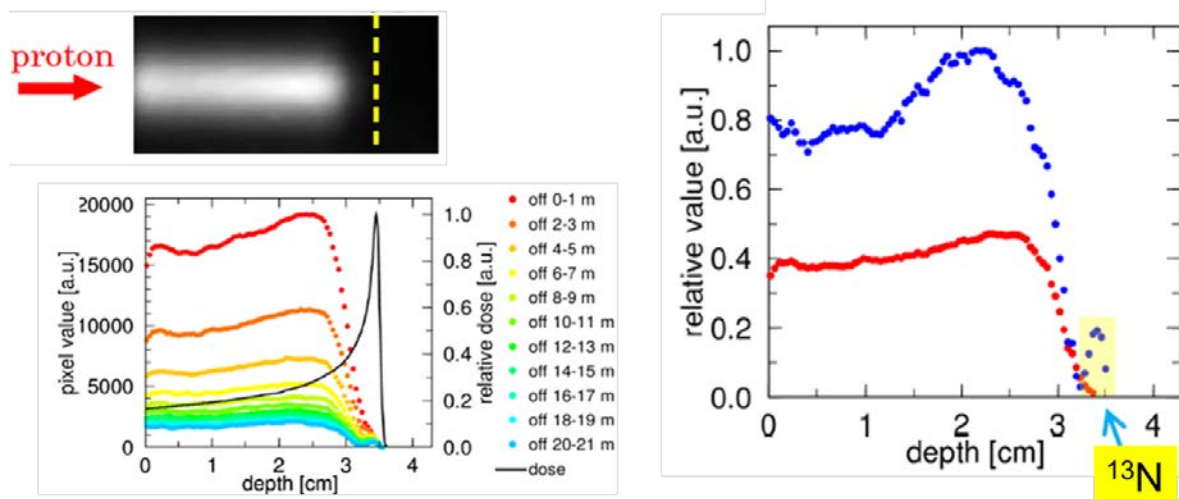 proton
pixel value [a.u.]
20000
15000
10000
5000
0
0
1
2
3
4
depth [cm]
1.0
0.8
0.6
0.4
0.2
0.0
relative dose [a.u.]
off 0-1 m
off 2-3 m
off 4-5 m
off 6-7 m
off 8-9 m
off 10-11 m
off 12-13 m
off 14-15 m
off 16-17 m
off 18-19 m
off 20-21 m
dose
relative value [a.u.]
1.0
0.8
0.6
0.4
0.2
0.0
0
1
2
3
4
depth [cm]
¹³N